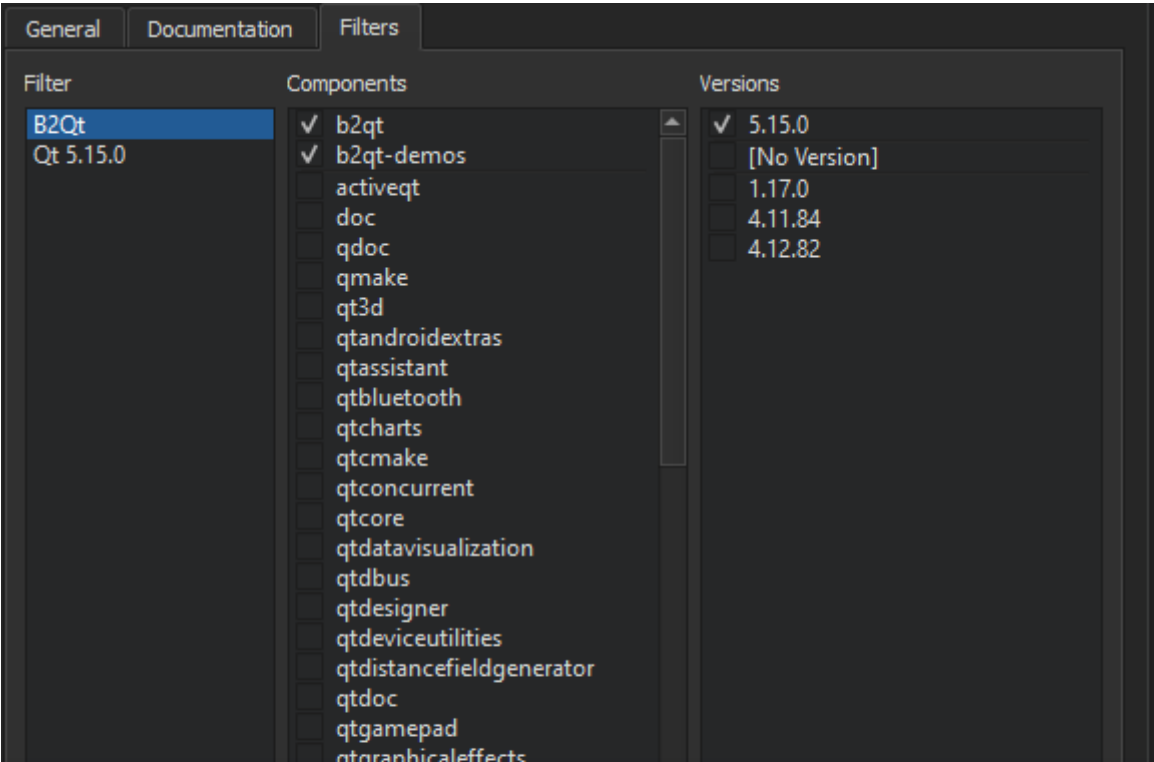 General Documentation Filters
Filter
B2Qt
Qt 5.15.0
Components
b2qt
b2qt-demos
activeqt
doc
qdoc
qmake
qt3d
qtandroidextras
qtassistant
qtbluetooth
qtcharts
qtcmake
qtconcurrent
qtcore
qtdatavisualization
qtdbus
qtdesigner
qtdeviceutilities
qtdistancefieldgenerator
qtdoc
qtgamepad
qtgraphicaleffects
Versions
5.15.0
[No Version]
1.17.0
4.11.84
4.12.82